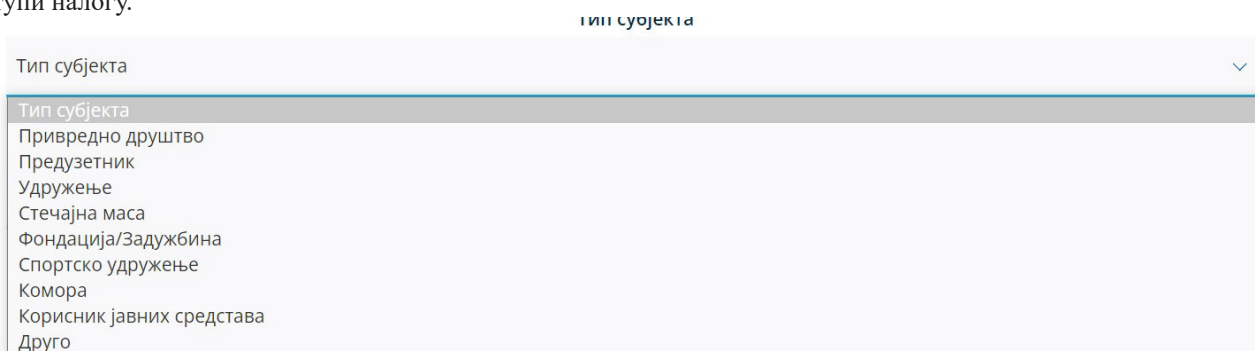 налогу.
Тип субјекта
Тип субјекта
Тип субјекта
Привредно друштво
Предузетник
Удружење
Стечајна маса
Фондација/Задужбина
Спортско удружење
Комора
Корисник јавних средстава
Друго